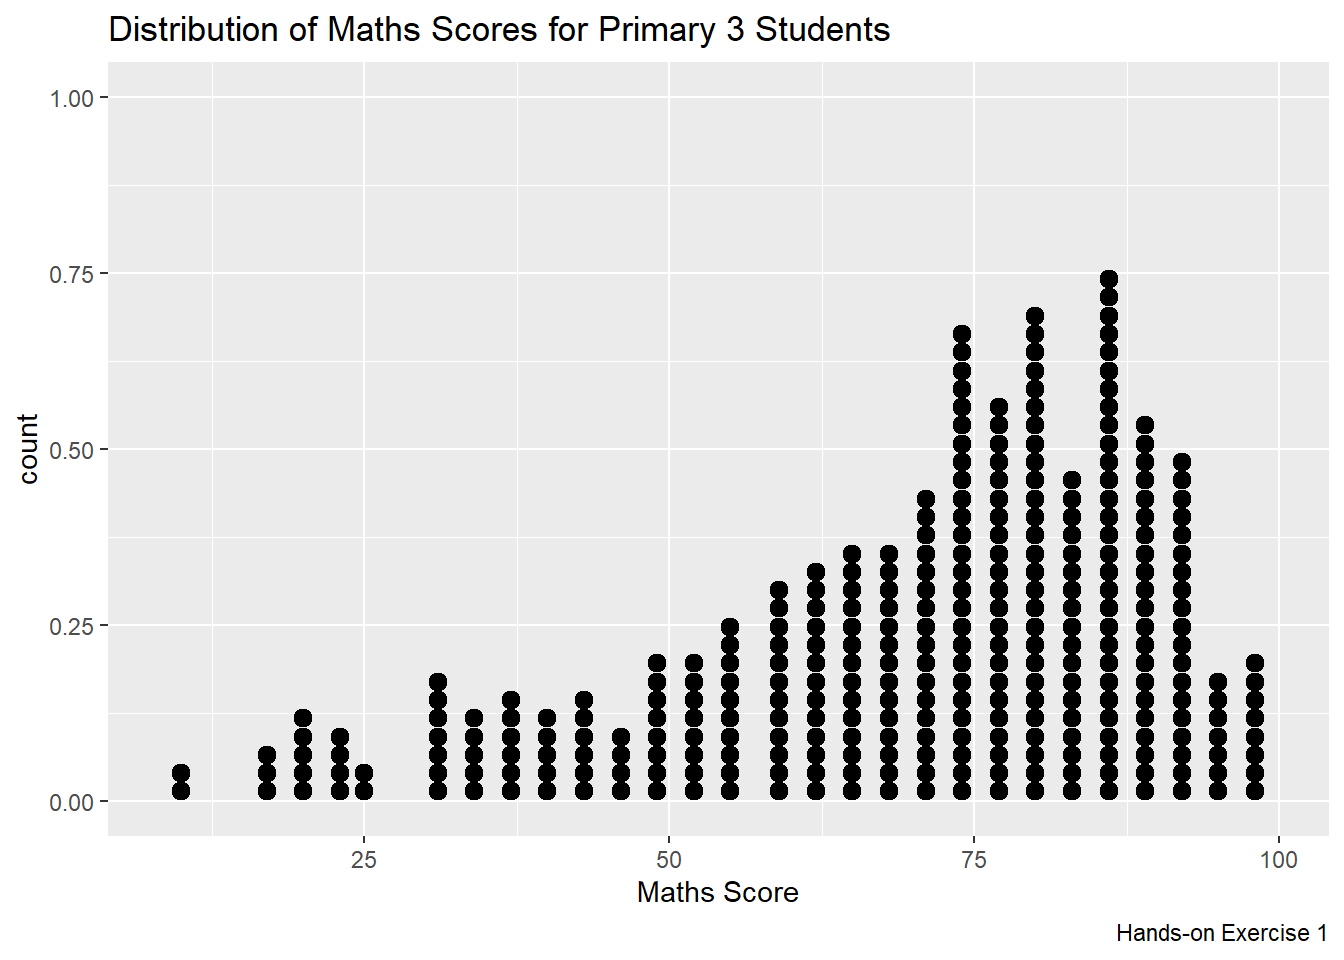 Distribution of Maths Scores for Primary 3 Students
1.00
0.75
0.50
0.25
0.00
count
25 50 75 100
Maths Score
Hands-on Exercise 1